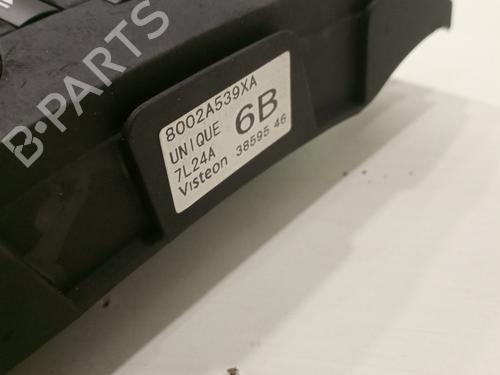 8002A539XA
UNIQUE 6B
7L24A
Visteon 38595 46
B-PARTS